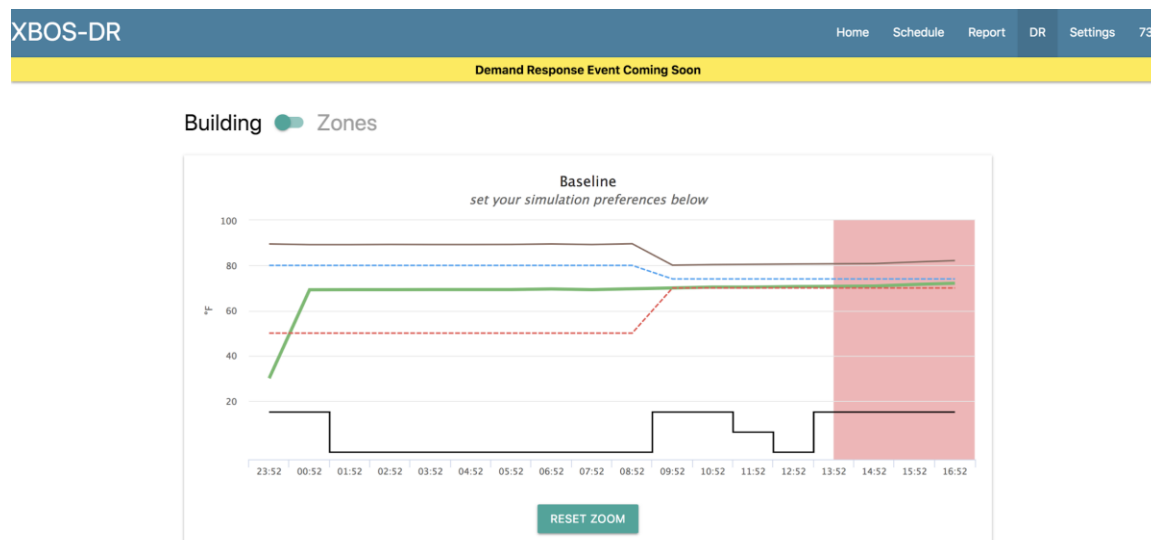 XBOS-DR
Home Schedule Report DR Settings 73
Demand Response Event Coming Soon
Building Zones
Baseline
set your simulation preferences below
100
80
°F
60
40
20
23:52 00:52 01:52 02:52 03:52 04:52 05:52 06:52 07:52 08:52 09:52 10:52 11:52 12:52 13:52 14:52 15:52 16:52
RESET ZOOM